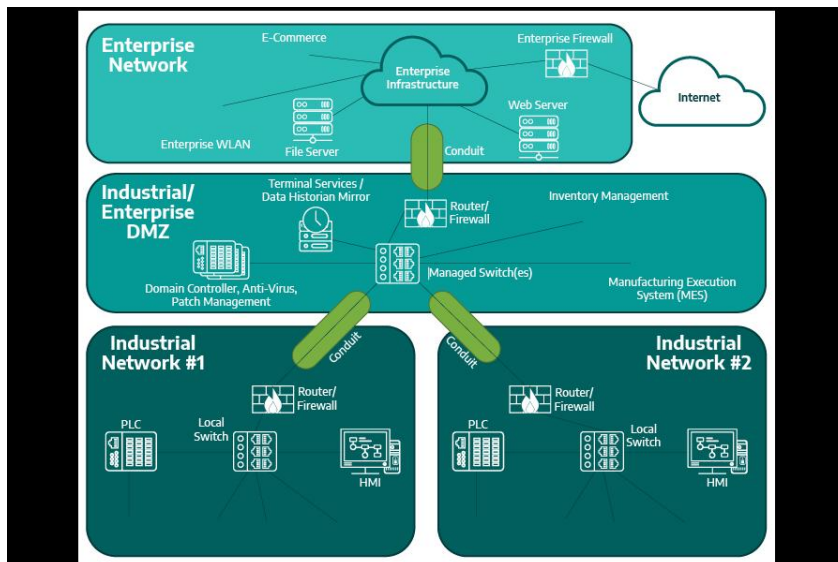 Enterprise
Network
E-Commerce
Enterprise Firewall
Enterprise
Infrastructure
Internet
Web Server
Enterprise WLAN
File Server
Conduit
Industrial/
Enterprise
DMZ
Terminal Services /
Data Historian Mirror
Router/
Firewall
Inventory Management
Managed Switch(es)
Domain Controller, Anti-Virus,
Patch Management
Manufacturing Execution
System (MES)
Industrial
Network #1
Conduit
Router/
Firewall
PLC
Local
Switch
HMI
Conduit
Industrial
Network #2
Router/
Firewall
PLC
Local
Switch
HMI